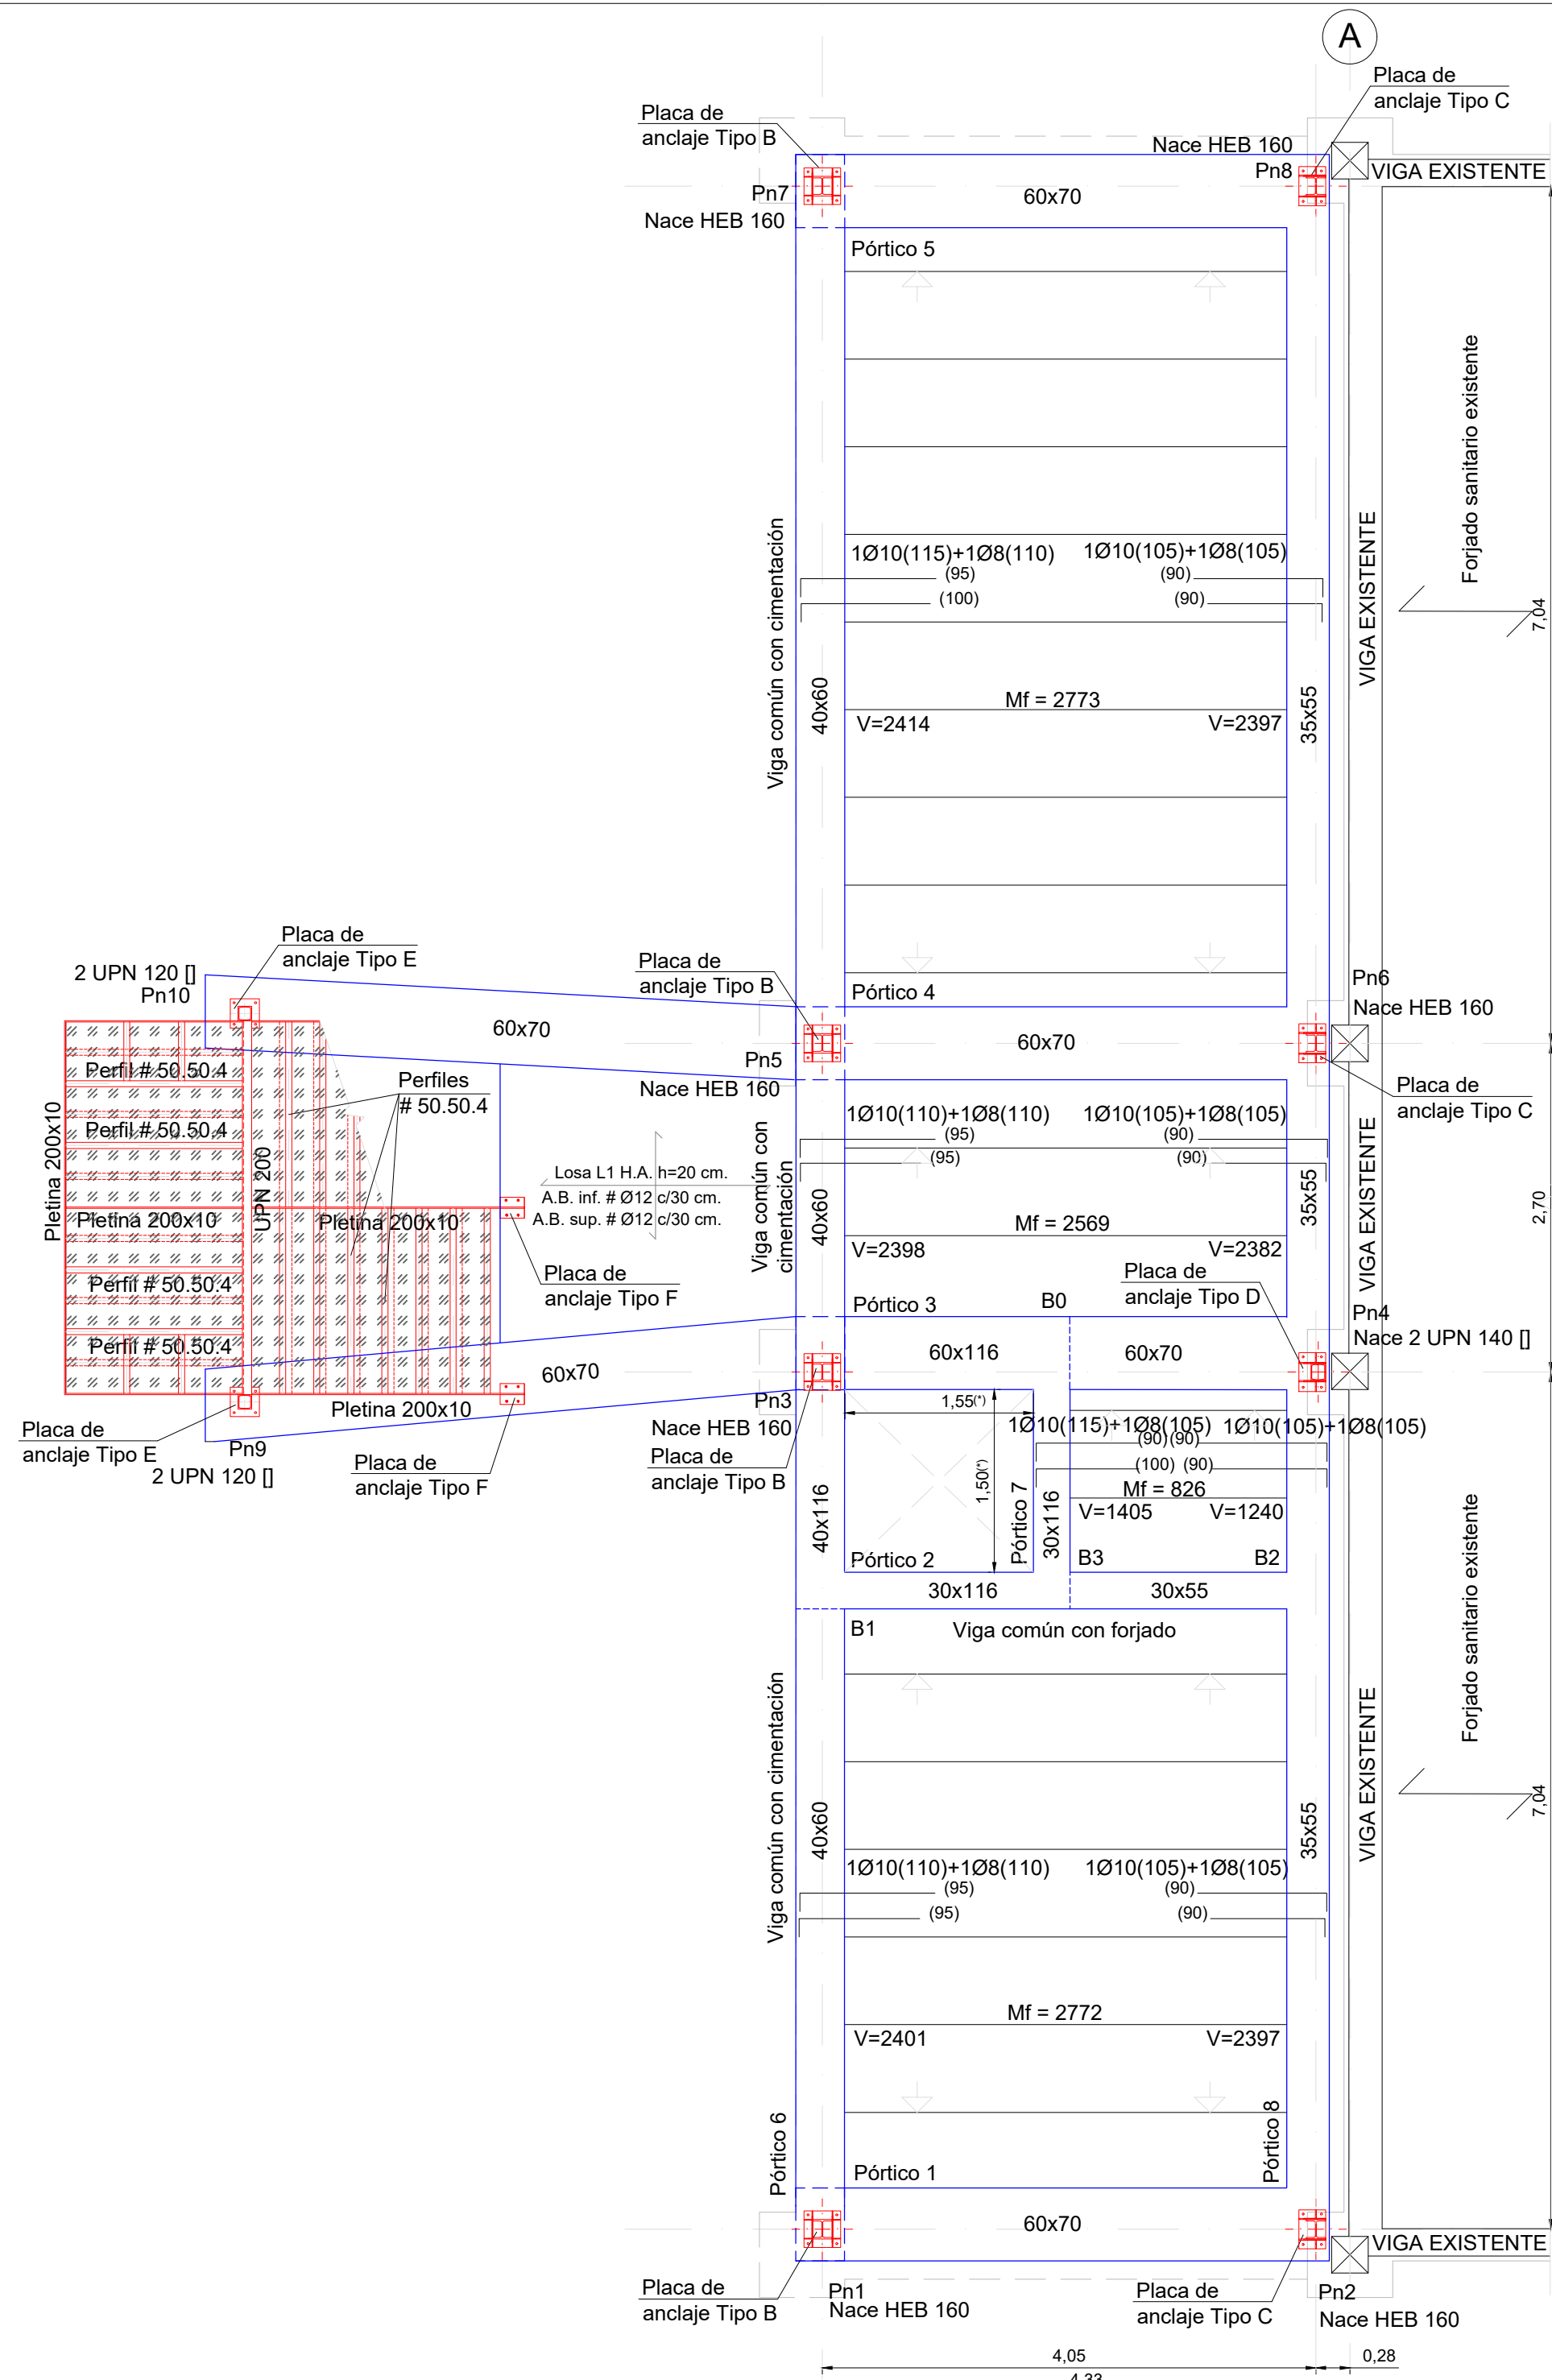 A
Placa de
anclaje Tipo C
Placa de
anclaje Tipo B
Nace HEB 160
Pn8
VIGA EXISTENTE
Pn7
60x70
Nace HEB 160
Pórtico 5
Forjado sanitario existente
Viga común con cimentación
1Ø10(115)+1Ø8(110)
1Ø10(105)+1Ø8(105)
(95)
(90)
(100)
(90)
VIGA EXISTENTE
7,04
40x60
Mf = 2773
35x55
V=2414
V=2397
Placa de
anclaje Tipo E
2 UPN 120 []
Pn10
Placa de
anclaje Tipo B
Pn6
Nace HEB 160
Pórtico 4
60x70
60x70
Pn5
Nace HEB 160
Perfil # 50.50.4
Perfiles
# 50.50.4
Placa de
anclaje Tipo C
1Ø10(110)+1Ø8(110)
1Ø10(105)+1Ø8(105)
(95)
(90)
(95)
(90)
Perfil # 50.50.4
Pletina 200x10
UPN 200
Losa L1 H.A. h=20 cm.
A.B. inf. # Ø12 c/30 cm.
A.B. sup. # Ø12 c/30 cm.
Viga común con
cimentación
40x60
35x55
VIGA EXISTENTE
2,70
Pletina 200x10
Pletina 200x10
Mf = 2569
V=2398
V=2382
Placa de
anclaje Tipo F
Placa de
anclaje Tipo D
Perfil # 50.50.4
Pórtico 3
B0
Pn4
Nace 2 UPN 140 []
Perfil # 50.50.4
60x116
60x70
60x70
Pletina 200x10
Pn3
Nace HEB 160
1,55(*)
1Ø10(115)+1Ø8(105)
1Ø10(105)+1Ø8(105)
(90)
(90)
(100)
(90)
Placa de
anclaje Tipo E
Pn9
2 UPN 120 []
Placa de
anclaje Tipo F
Placa de
anclaje Tipo B
1,50(*)
Mf = 826
V=1405
V=1240
40x116
Pórtico 7
30x116
Pórtico 2
B3
B2
30x116
30x55
B1
Viga común con forjado
Forjado sanitario existente
Viga común con cimentación
VIGA EXISTENTE
7,04
40x60
35x55
1Ø10(110)+1Ø8(110)
1Ø10(105)+1Ø8(105)
(95)
(90)
(95)
(90)
Mf = 2772
V=2401
V=2397
Pórtico 6
Pórtico 8
Pórtico 1
60x70
VIGA EXISTENTE
Placa de
anclaje Tipo B
Pn1
Nace HEB 160
Placa de
anclaje Tipo C
Pn2
Nace HEB 160
4,05
0,28
4,33